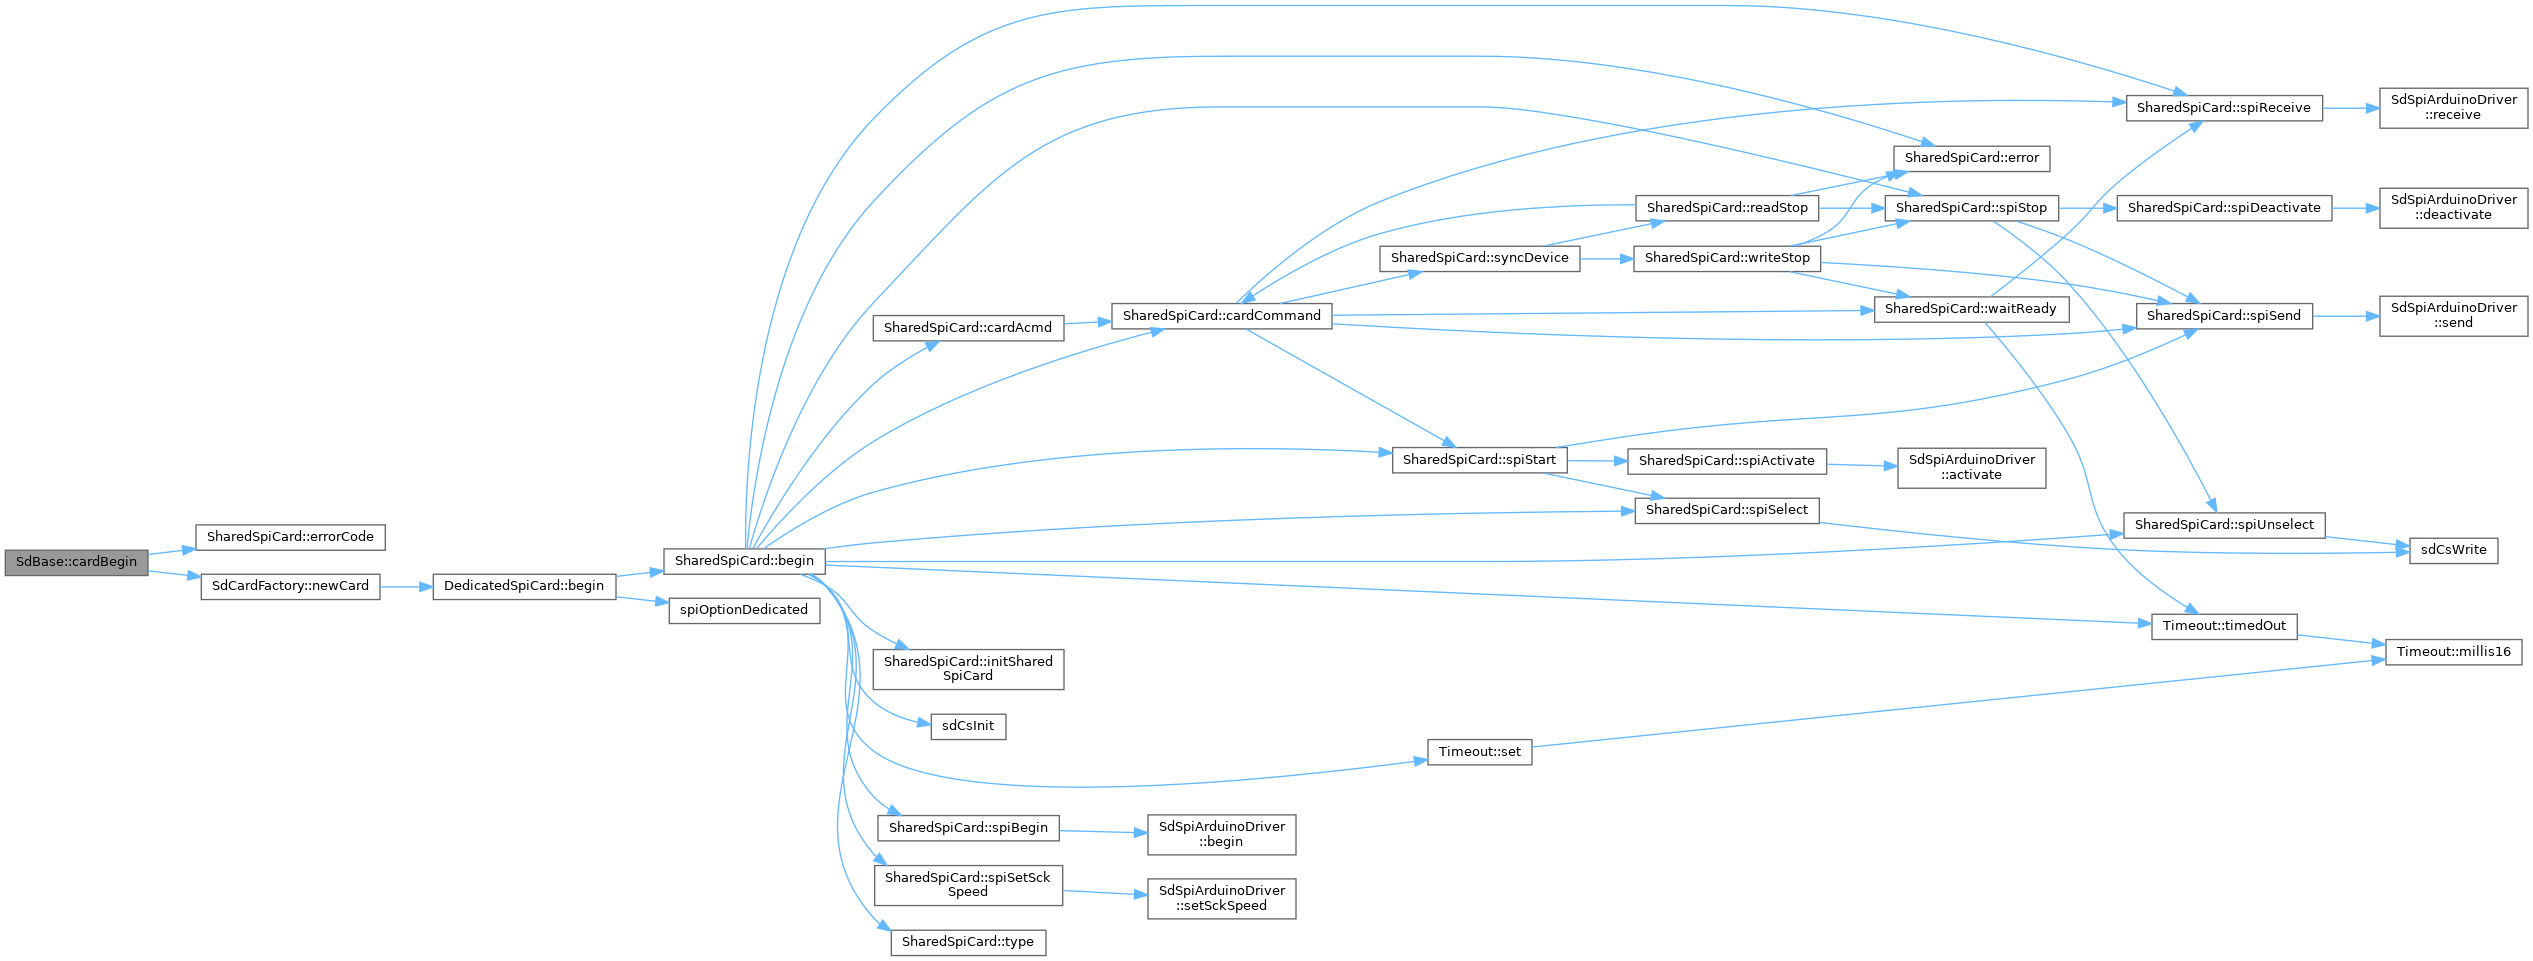 SdBase::cardBegin
SharedSpiCard::errorCode
SdCardFactory::newCard
DedicatedSpiCard::begin
SharedSpiCard::begin
spiOptionDedicated
SharedSpiCard::cardAcmd
SharedSpiCard::cardCommand
SharedSpiCard::syncDevice
SharedSpiCard::readStop
SharedSpiCard::writeStop
SharedSpiCard::error
SharedSpiCard::spiStop
SharedSpiCard::waitReady
SharedSpiCard::spiReceive
SdSpiArduinoDriver
::receive
SharedSpiCard::spiDeactivate
SdSpiArduinoDriver
::deactivate
SharedSpiCard::spiSend
SdSpiArduinoDriver
::send
SharedSpiCard::spiStart
SharedSpiCard::spiActivate
SdSpiArduinoDriver
::activate
SharedSpiCard::spiSelect
SharedSpiCard::spiUnselect
sdCsWrite
Timeout::timedOut
Timeout::millis16
SharedSpiCard::initShared
SpiCard
sdCsInit
Timeout::set
SharedSpiCard::spiBegin
SdSpiArduinoDriver
::begin
SharedSpiCard::spiSetSck
Speed
SdSpiArduinoDriver
::setSckSpeed
SharedSpiCard::type